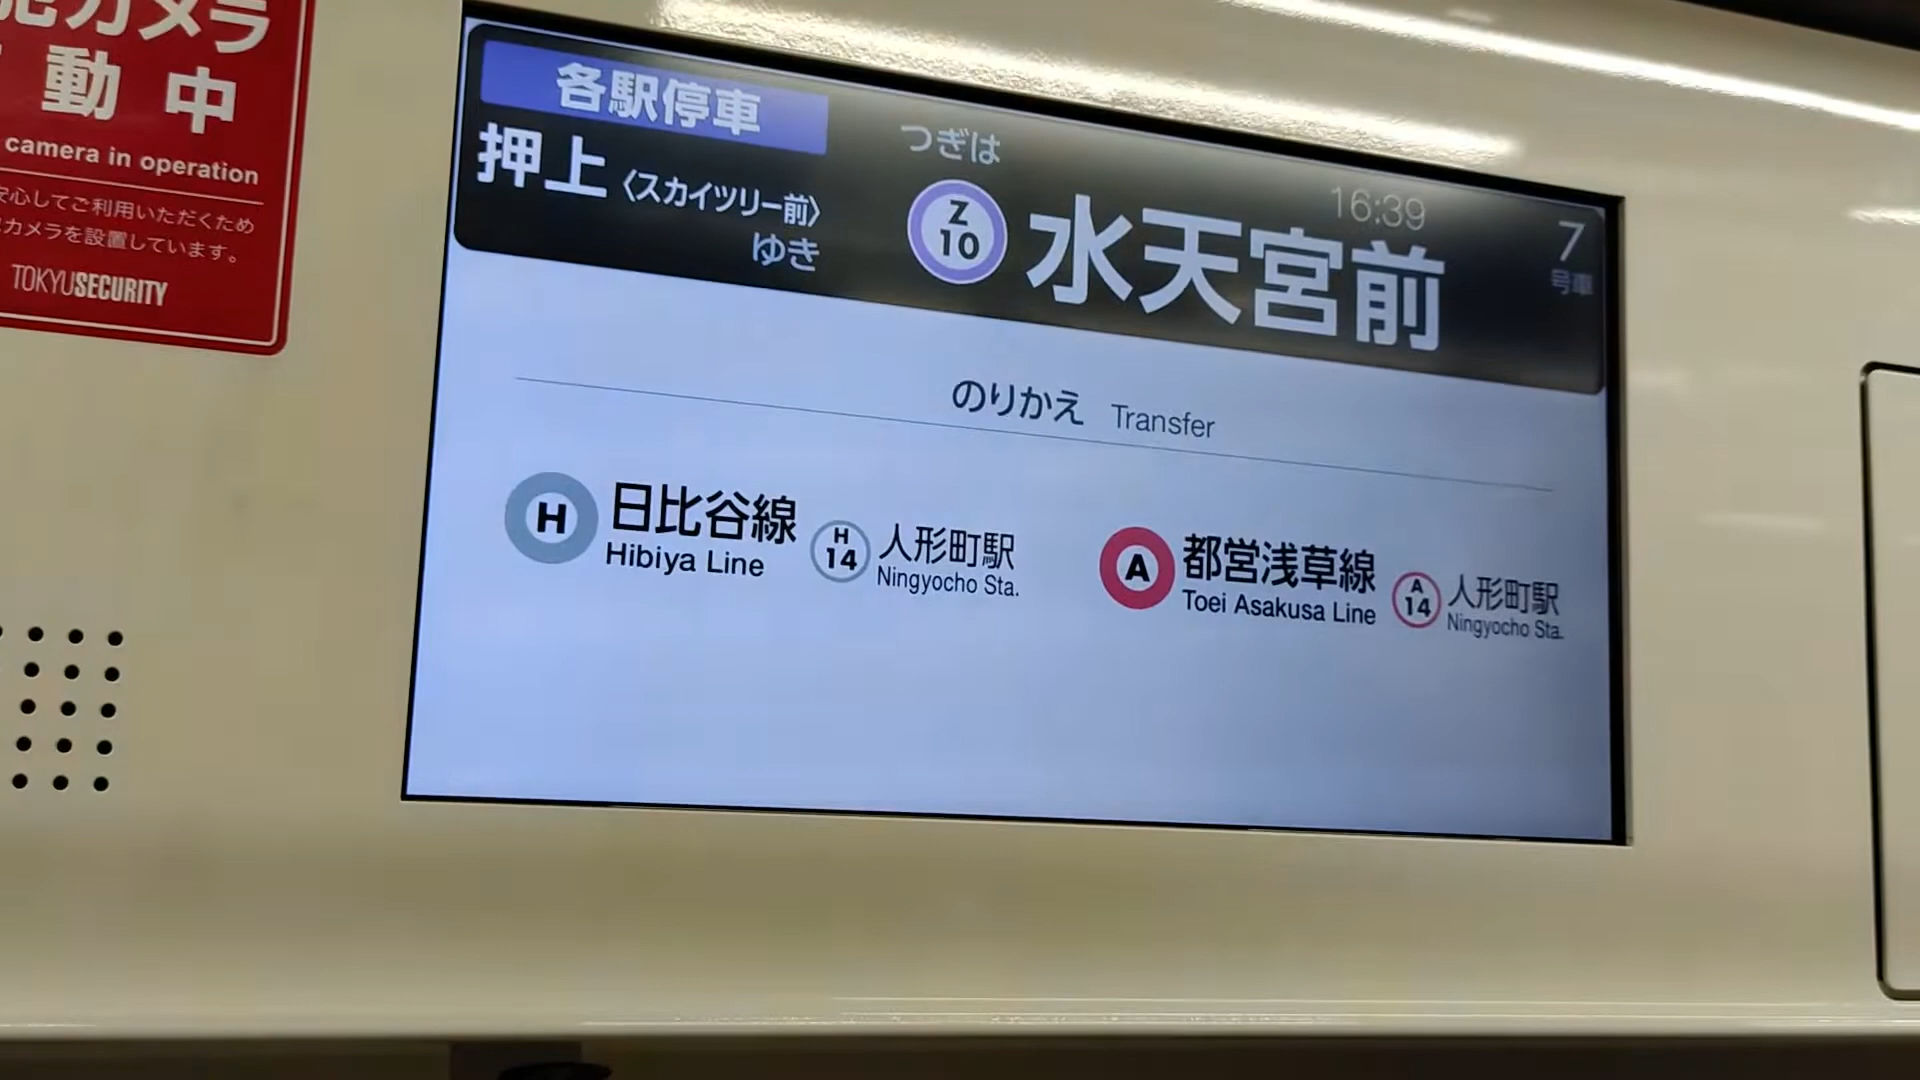 カメラ
動中
camera in operation
安心してご利用いただくため
カメラを設置しています。
TOKYUSECURITY
各駅停車
押上〈スカイツリー前〉
ゆき
つぎは
Z
10
水天宮前
16:39
7
号車
のりかえ Transfer
H
日比谷線
Hibiya Line
H
14
人形町駅
Ningyocho Sta.
A
都営浅草線
Toei Asakusa Line
A
14
人形町駅
Ningyocho Sta.